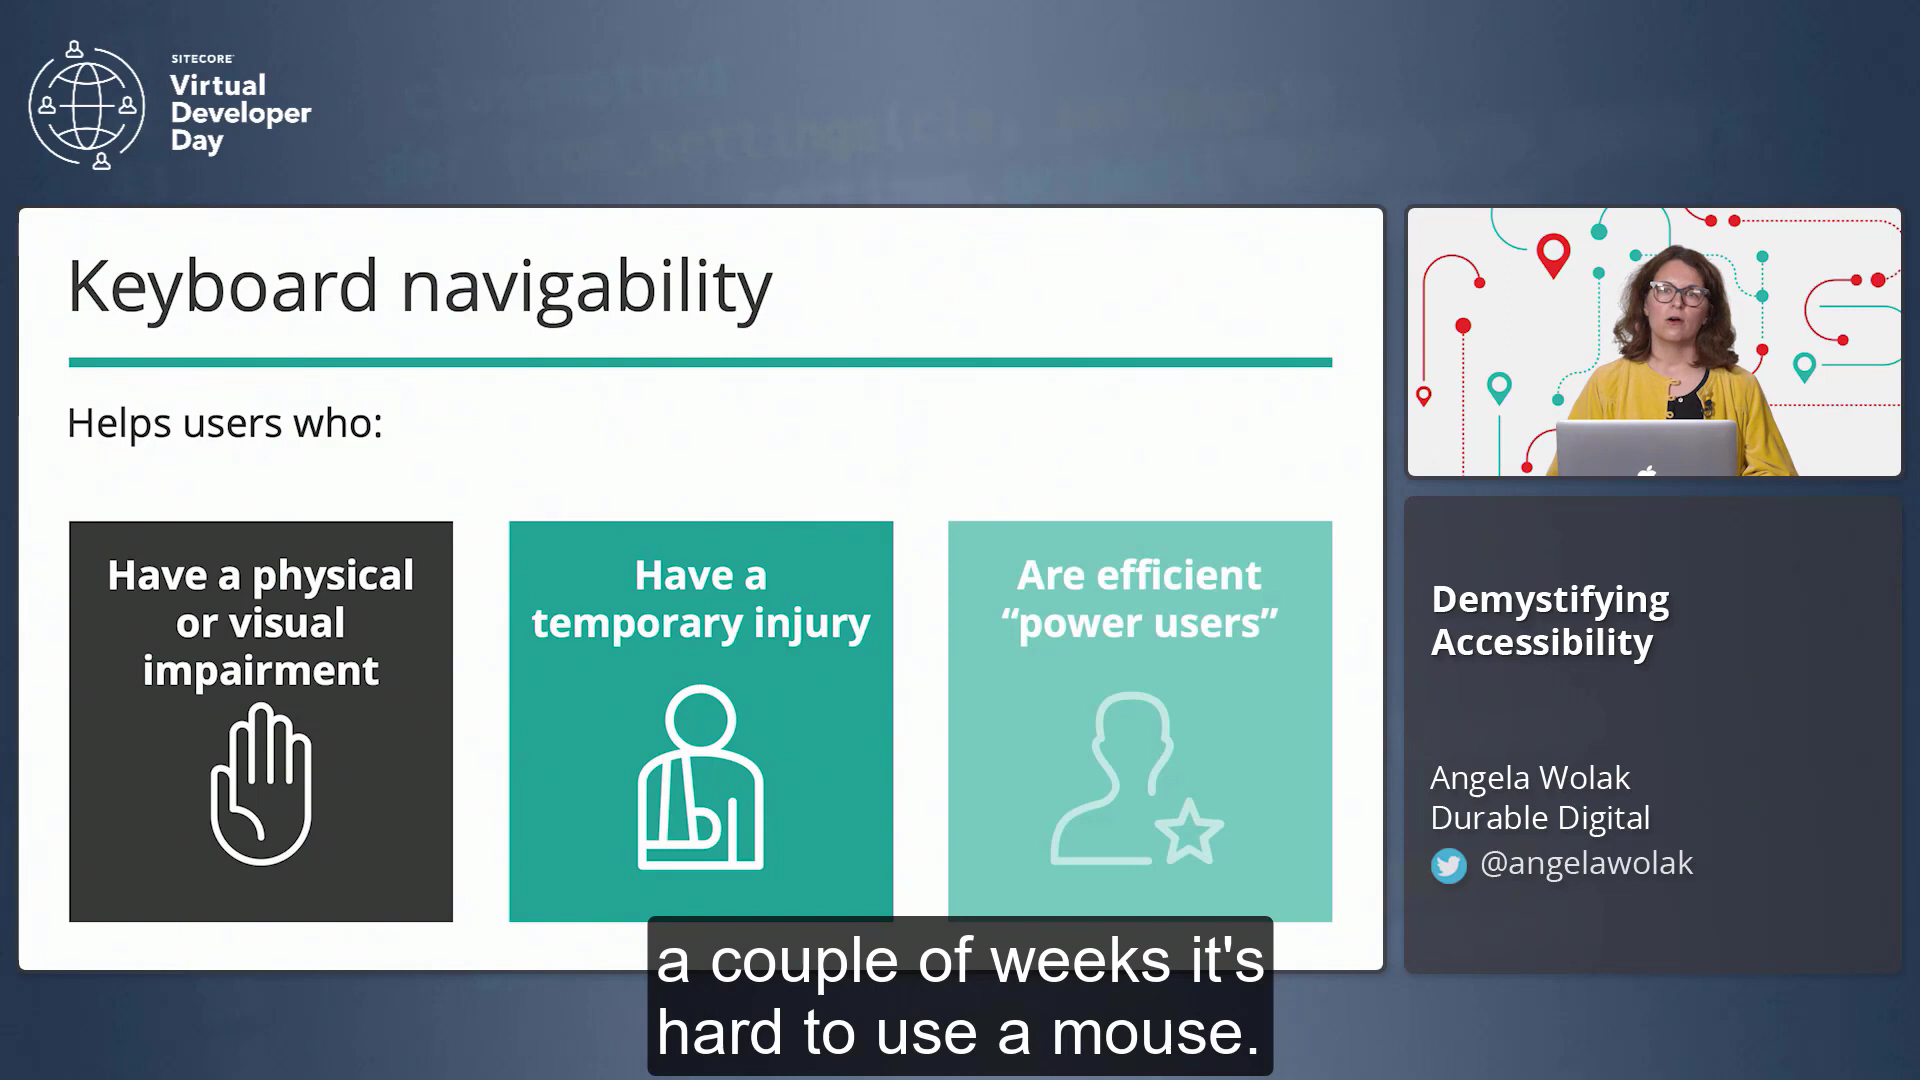 SITECORE
Virtual
Developer
Day
Keyboard navigability
Helps users who:
Have a physical
or visual
impairment
Have a
temporary injury
Are efficient
“power users”
Demystifying
Accessibility
Angela Wolak
Durable Digital
@angelawolak
a couple of weeks it's
hard to use a mouse.